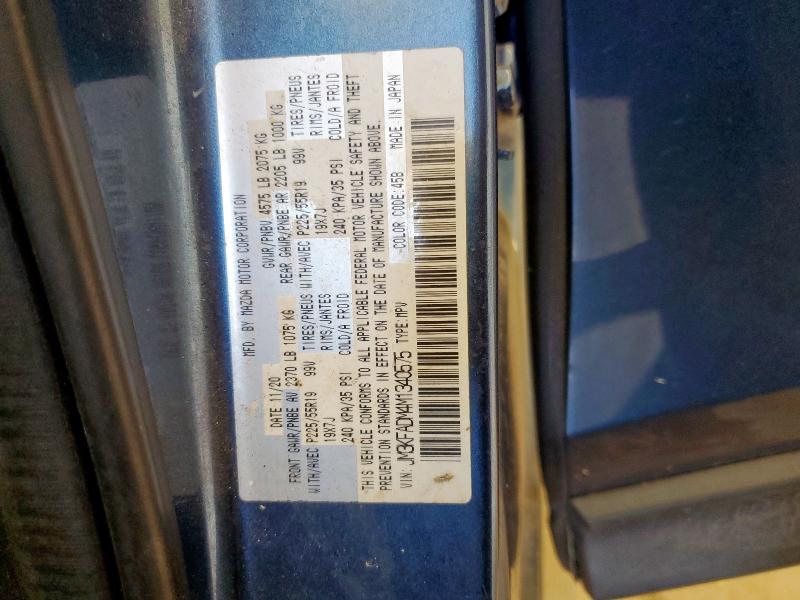 MFD. BY MAZDA MOTOR CORPORATION
DATE 11/20 GVWR/PNBV 4575 LB 2075 KG
FRONT GAWR/PNBE AV 2370 LB 1075 KG REAR GAWR/PNBE AR 2205 LB 1000 KG
WITH/AVEC P225/55R19 99V TIRES/PNEUS WITH/AVEC P225/55R19 99V TIRES/PNEUS
19X7J RIMS/JANTES 19X7J RIMS/JANTES
240 KPA/35 PSI COLD/A FROID 240 KPA/35 PSI COLD/A FROID
THIS VEHICLE CONFORMS TO ALL APPLICABLE FEDERAL MOTOR VEHICLE SAFETY AND THEFT
PREVENTION STANDARDS IN EFFECT ON THE DATE OF MANUFACTURE SHOWN ABOVE.
VIN: JM3KFADM4M1340575 TYPE:MPV COLOR CODE:45B MADE IN JAPAN